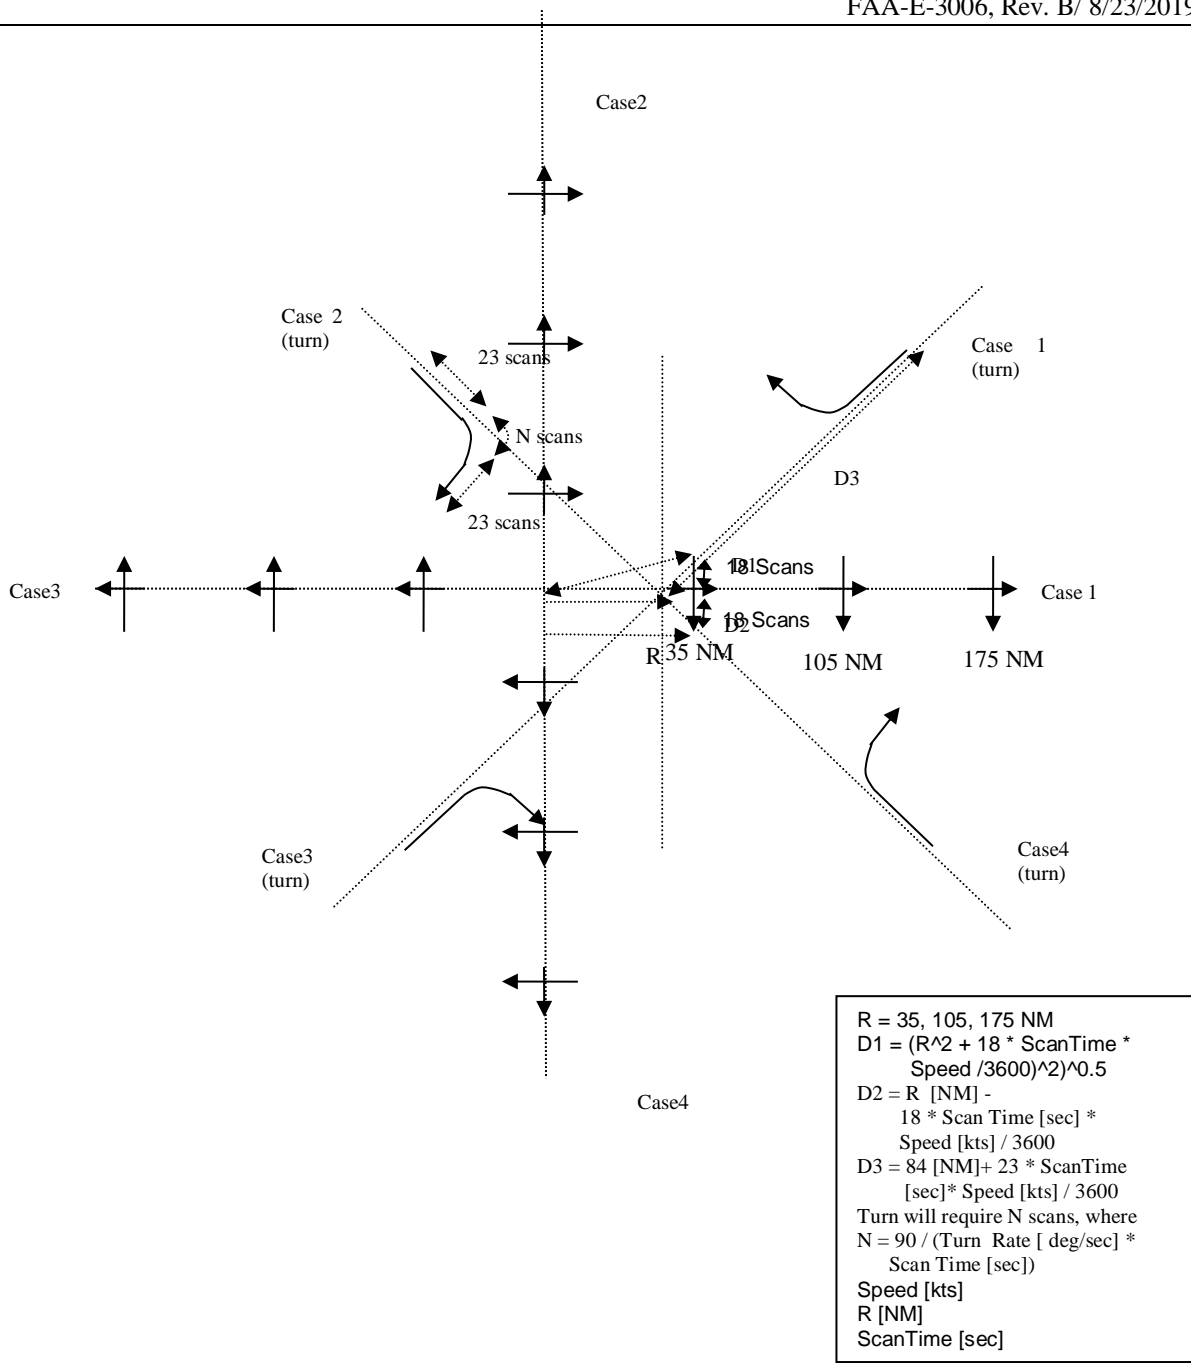 FAA-E-3006, Rev. B/ 8/23/2019
Case2
Case 2
(turn)
23 scans
Case 1
(turn)
N scans
D3
23 scans
D1
18 Scans
Case3
Case 1
18 Scans
D2
R
35 NM
105 NM
175 NM
Case3
(turn)
Case4
(turn)
Case4
R = 35, 105, 175 NM
D1 = (R^2 + 18 * ScanTime *
Speed /3600)^2)^0.5
D2 = R [NM] -
18 * Scan Time [sec] *
Speed [kts] / 3600
D3 = 84 [NM]+ 23 * ScanTime
[sec]* Speed [kts] / 3600
Turn will require N scans, where
N = 90 / (Turn Rate [ deg/sec] *
Scan Time [sec])
Speed [kts]
R [NM]
ScanTime [sec]